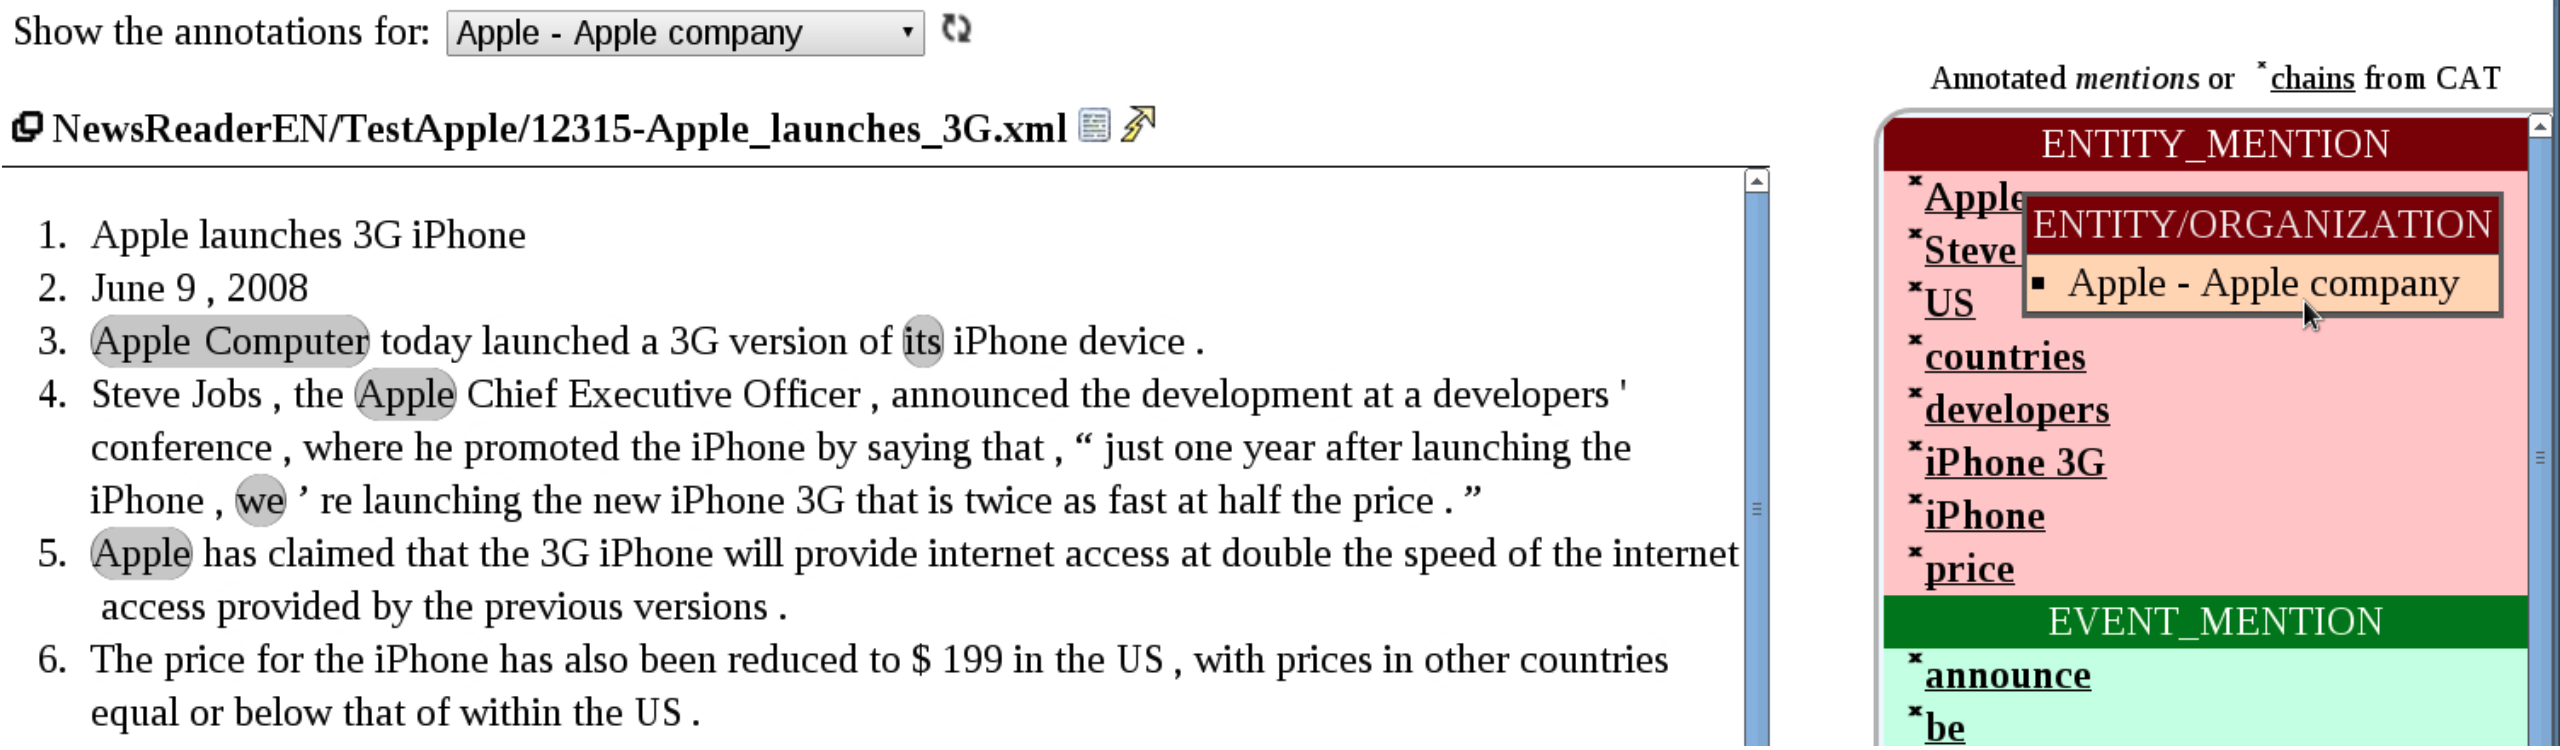 Show the annotations for: Apple - Apple company
NewsReaderEN/TestApple/12315-Apple_launches_3G.xml
1. Apple launches 3G iPhone
2. June 9 , 2008
3. Apple Computer today launched a 3G version of its iPhone device .
4. Steve Jobs , the Apple Chief Executive Officer , announced the development at a developers '
conference , where he promoted the iPhone by saying that , “ just one year after launching the
iPhone , we ’ re launching the new iPhone 3G that is twice as fast at half the price . ”
5. Apple has claimed that the 3G iPhone will provide internet access at double the speed of the internet
access provided by the previous versions .
6. The price for the iPhone has also been reduced to $ 199 in the US , with prices in other countries
equal or below that of within the US .
Annotated mentions or chains from CAT
ENTITY_MENTION
Apple
Steve
US
countries
developers
iPhone 3G
iPhone
price
ENTITY/ORGANIZATION
Apple - Apple company
EVENT_MENTION
announce
be